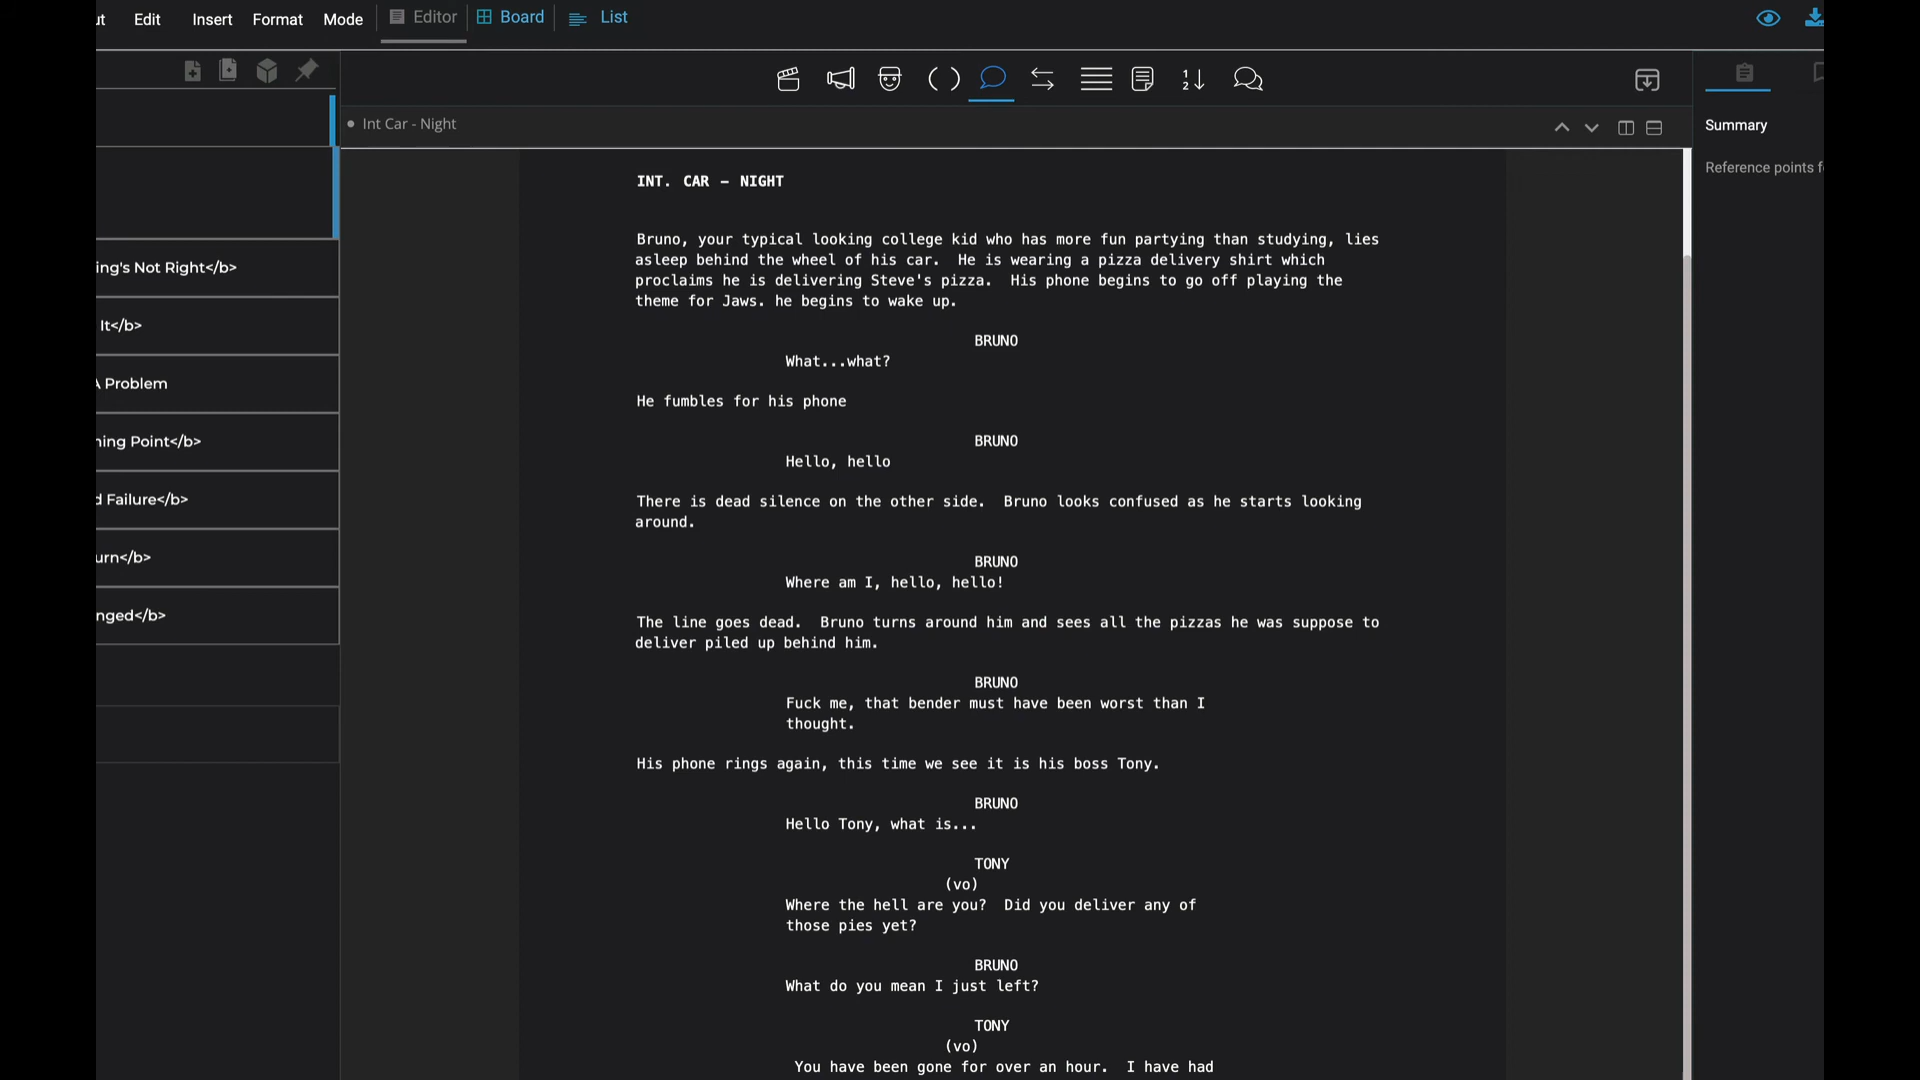 ut Edit Insert Format Mode Editor Board List
Int Car - Night
Summary
Reference points f
ing's Not Right</b>
It</b>
A Problem
ning Point</b>
d Failure</b>
urn</b>
nged</b>
INT. CAR – NIGHT
Bruno, your typical looking college kid who has more fun partying than studying, lies
asleep behind the wheel of his car.  He is wearing a pizza delivery shirt which
proclaims he is delivering Steve's pizza.  His phone begins to go off playing the
theme for Jaws. he begins to wake up.
BRUNO
What...what?
He fumbles for his phone
BRUNO
Hello, hello
There is dead silence on the other side.  Bruno looks confused as he starts looking
around.
BRUNO
Where am I, hello, hello!
The line goes dead.  Bruno turns around him and sees all the pizzas he was suppose to
deliver piled up behind him.
BRUNO
Fuck me, that bender must have been worst than I
thought.
His phone rings again, this time we see it is his boss Tony.
BRUNO
Hello Tony, what is...
TONY
(vo)
Where the hell are you?  Did you deliver any of
those pies yet?
BRUNO
What do you mean I just left?
TONY
(vo)
You have been gone for over an hour.  I have had